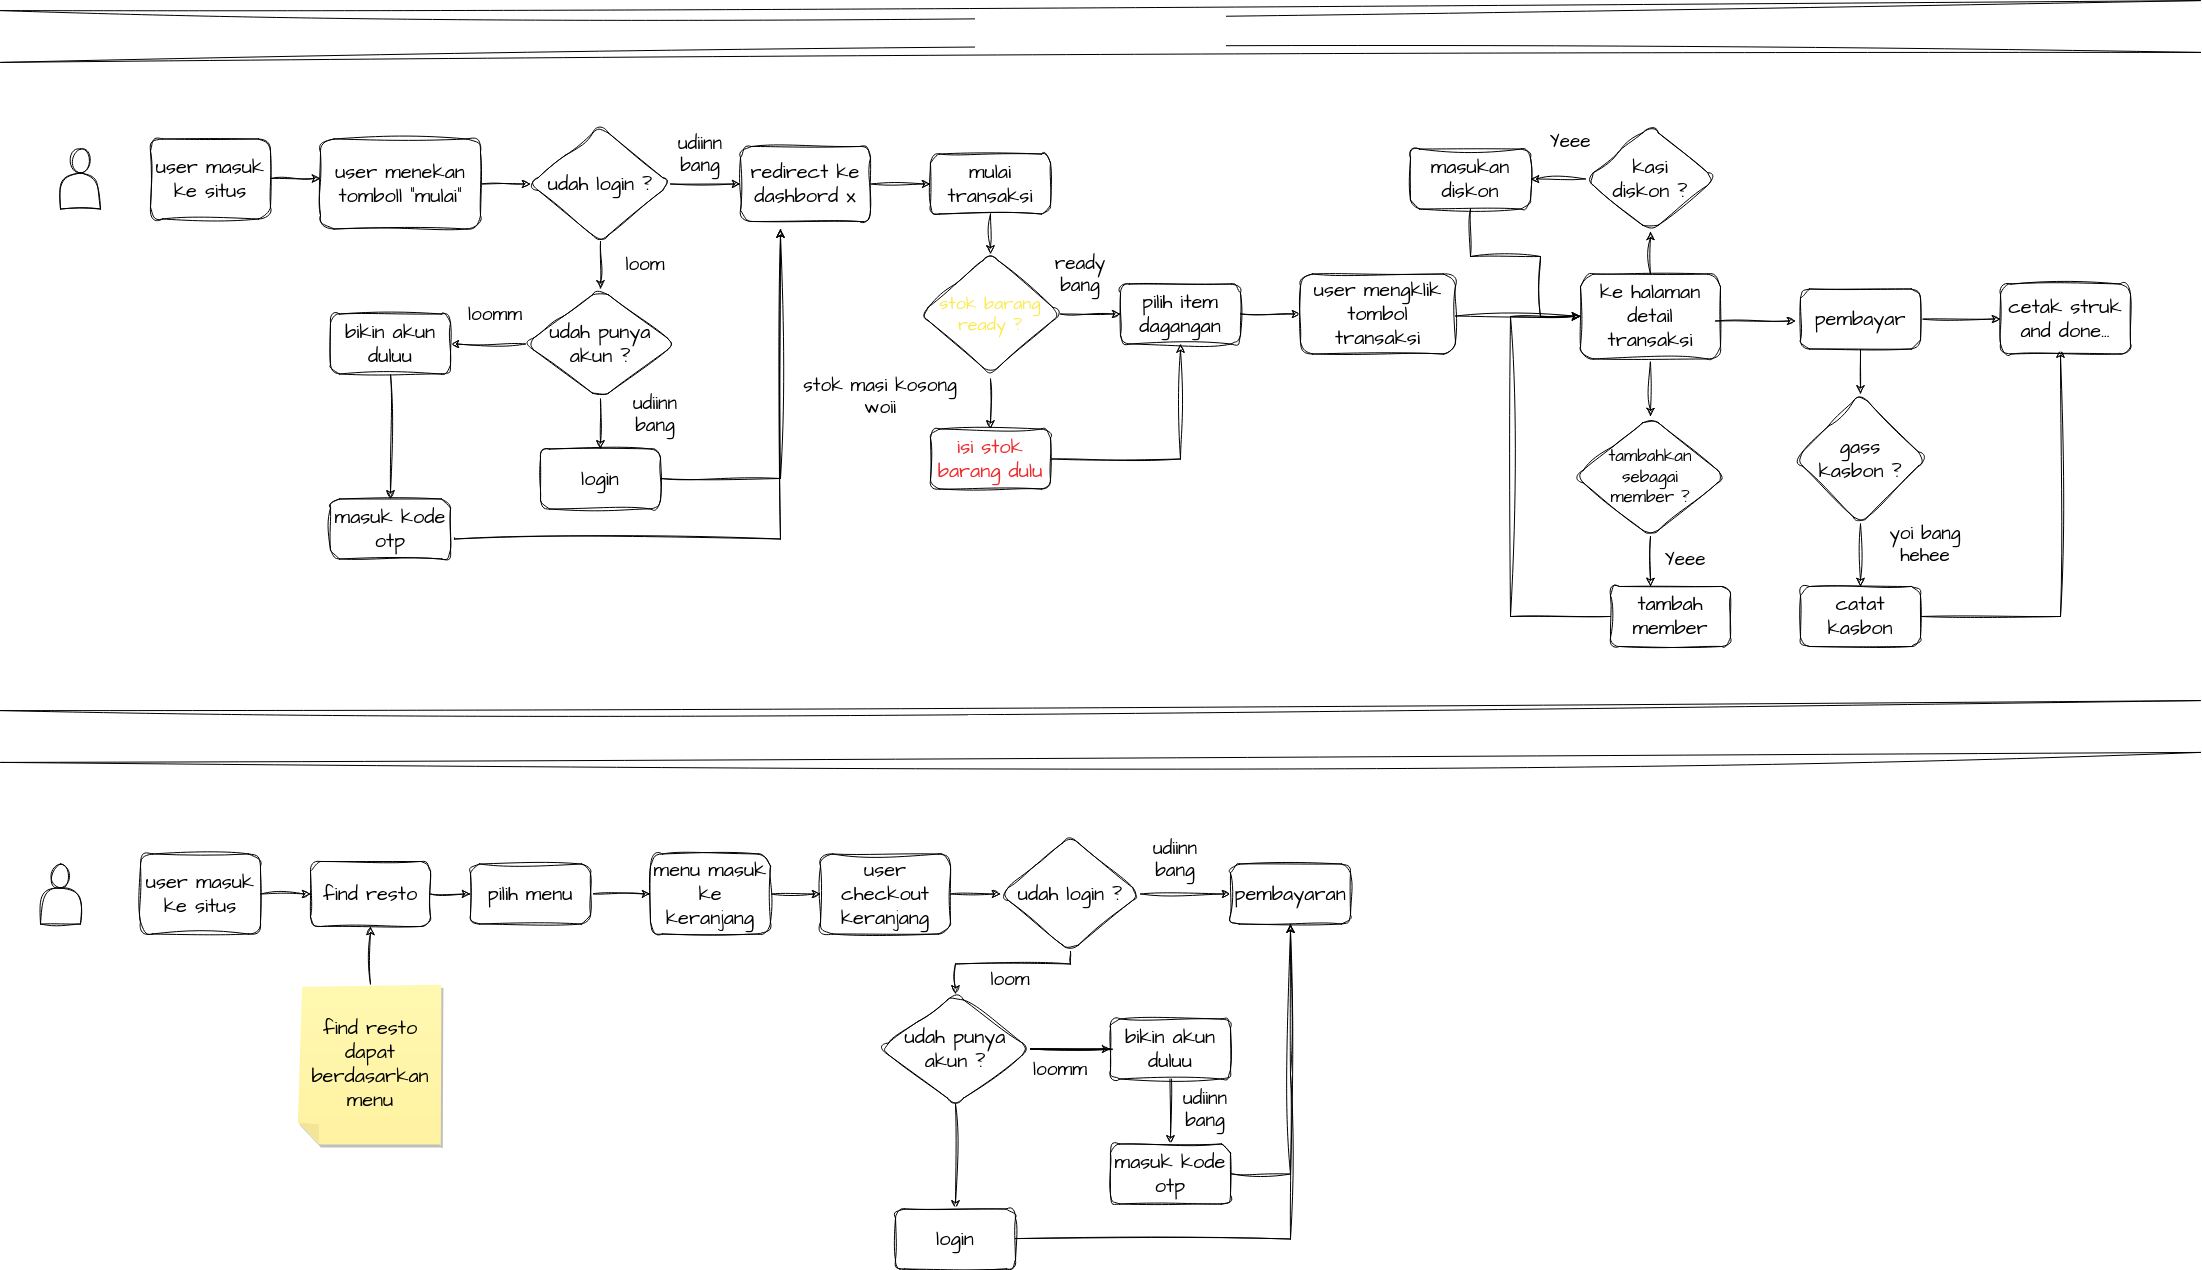 user masuk
ke situs
user menekan
tomboll "mulai"
udah login ?
udiinn
bang
redirect ke
dashbord x
mulai
transaksi
loom
udah punya
akun ?
loomm
bikin akun
duluu
udiinn
bang
login
masuk kode
otp
stok barang
ready ?
ready
bang
stok masi kosong
woii
isi stok
barang dulu
pilih item
dagangan
user mengklik
tombol
transaksi
ke halaman
detail
transaksi
kasi
diskon ?
Yeee
masukan
diskon
tambahkan
sebagai
member ?
Yeee
tambah
member
pembayar
gass
kasbon ?
yoi bang
hehee
catat
kasbon
cetak struk
and done...
user masuk
ke situs
find resto
find resto
dapat
berdasarkan
menu
pilih menu
menu masuk
ke
keranjang
user
checkout
keranjang
udah login ?
udiinn
bang
pembayaran
loom
udah punya
akun ?
loomm
bikin akun
duluu
udiinn
bang
masuk kode
otp
login